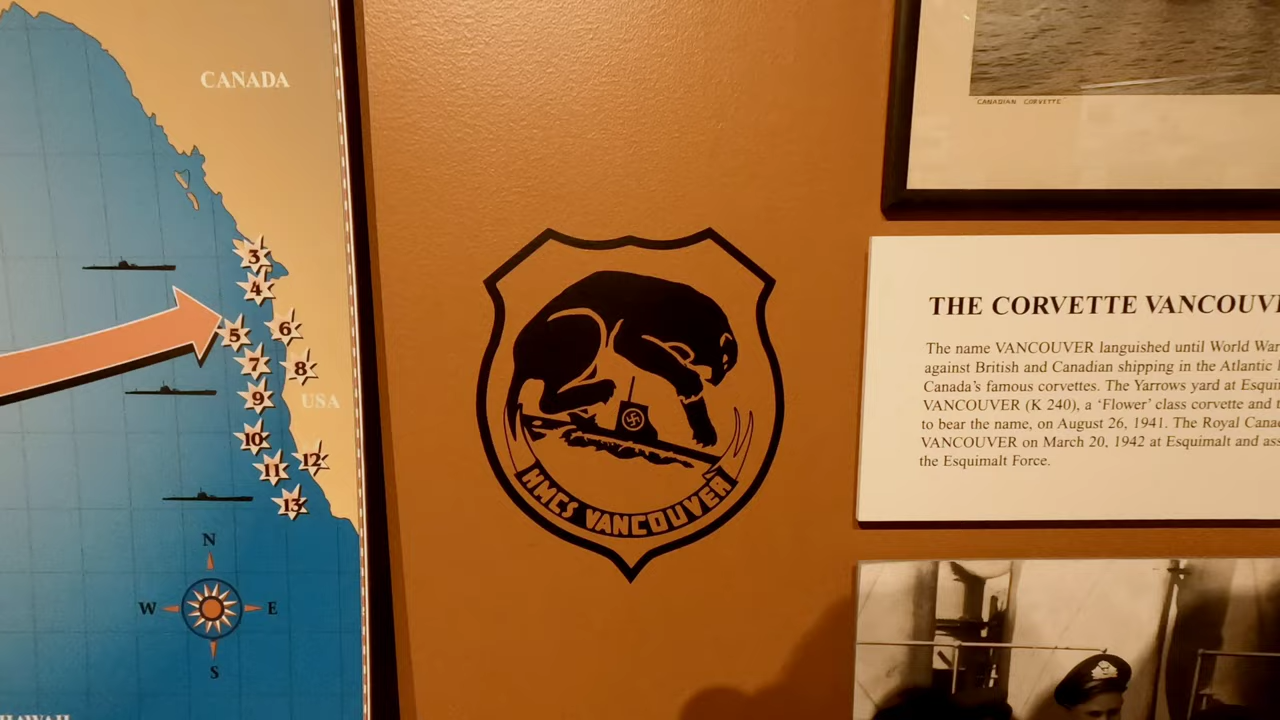 CANADA
3
4
5
6
7
8
USA
9
10
12
11
13
N
W
E
S
HAWAII
HMCS VANCOUVER
"CANADIAN CORVETTE"
THE CORVETTE VANCOUV
The name VANCOUVER languished until World War
against British and Canadian shipping in the Atlantic
Canada's famous corvettes. The Yarrows yard at Esqui
VANCOUVER (K 240), a 'Flower' class corvette and t
to bear the name, on August 26, 1941. The Royal Cana
VANCOUVER on March 20, 1942 at Esquimalt and ass
the Esquimalt Force.